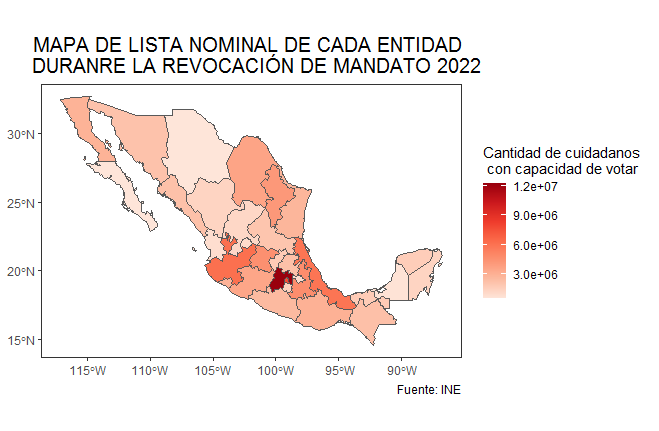 MAPA DE LISTA NOMINAL DE CADA ENTIDAD
DURANRE LA REVOCACIÓN DE MANDATO 2022
30°N
25°N
20°N
15°N
115°W
110°W
105°W
100°W
95°W
90°W
Cantidad de cuidadanos
con capacidad de votar
1.2e+07
9.0e+06
6.0e+06
3.0e+06
Fuente: INE